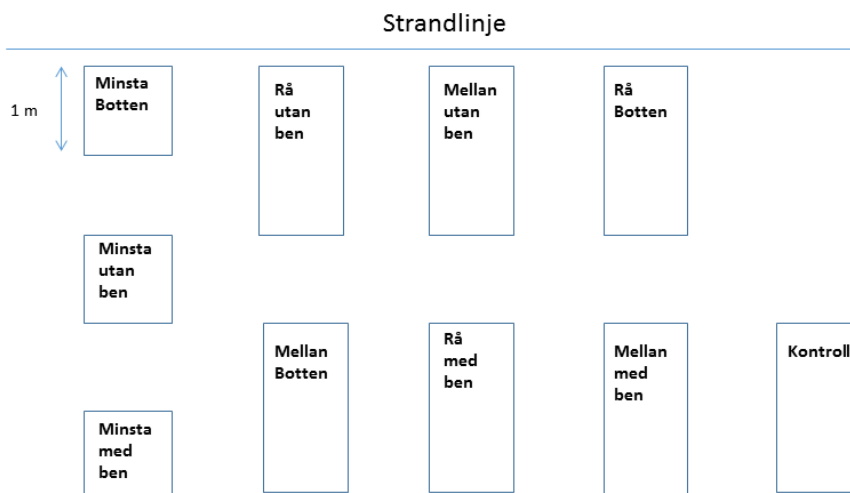 Strandlinje
1 m
Minsta
Botten
Rå
utan
ben
Mellan
utan
ben
Rå
Botten
Minsta
utan
ben
Mellan
Botten
Rå
med
ben
Mellan
med
ben
Kontroll
Minsta
med
ben